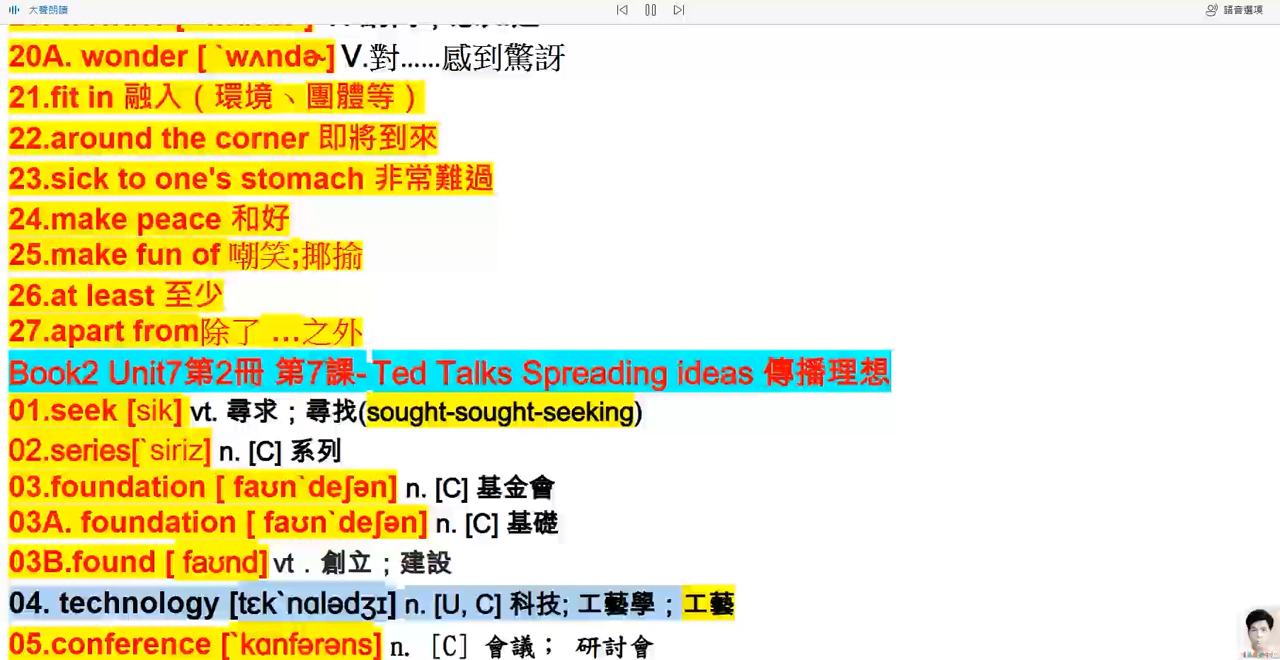 大聲朗讀
語音選項
20A. wonder [ ˋwʌndɚ] V.對……感到驚訝
21.fit in 融入（環境、團體等）
22.around the corner 即將到來
23.sick to one's stomach 非常難過
24.make peace 和好
25.make fun of 嘲笑;揶揄
26.at least 至少
27.apart from除了 …之外
Book2 Unit7第2冊 第7課-Ted Talks Spreading ideas 傳播理想
01.seek [sik] vt. 尋求；尋找(sought-sought-seeking)
02.series[ˋsiriz] n. [C] 系列
03.foundation [ faʊnˋdeʃən] n. [C] 基金會
03A. foundation [ faʊnˋdeʃən] n. [C] 基礎
03B.found [ faʊnd] vt．創立；建設
04. technology [tɛkˋnɑlədʒɪ] n. [U, C] 科技; 工藝學；工藝
05.conference [ˋkɑnfərəns] n. [C] 會議； 研討會